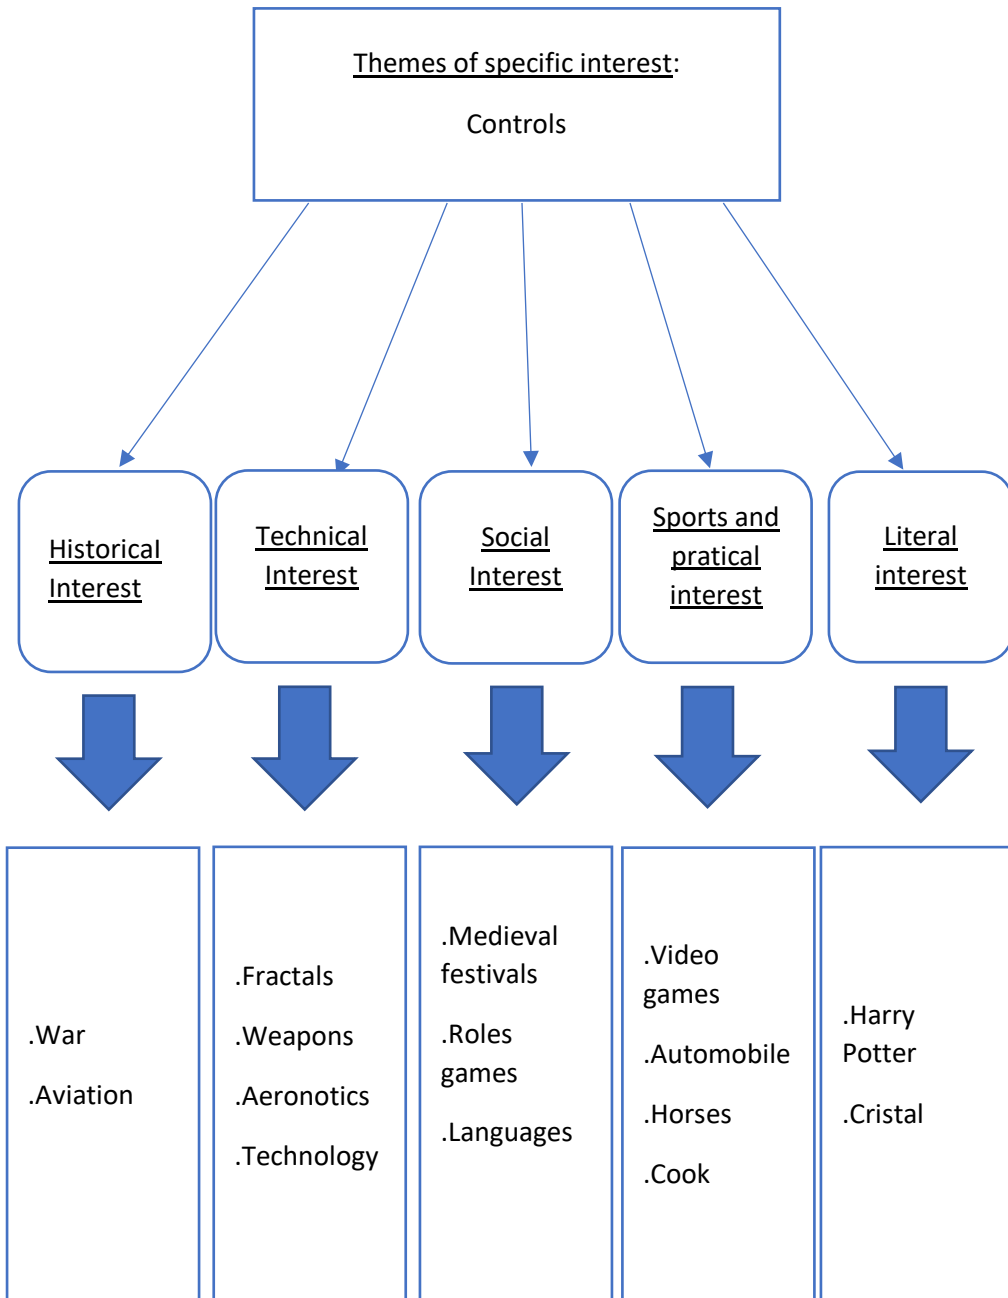 Themes of specific interest:
Controls
Historical
Interest
Technical
Interest
Social
Interest
Sports and
pratical
interest
Literal
interest
.War
.Aviation
.Fractals
.Weapons
.Aeronotics
.Technology
.Medieval
festivals
.Roles
games
.Languages
.Video
games
.Automobile
.Horses
.Cook
.Harry
Potter
.Cristal